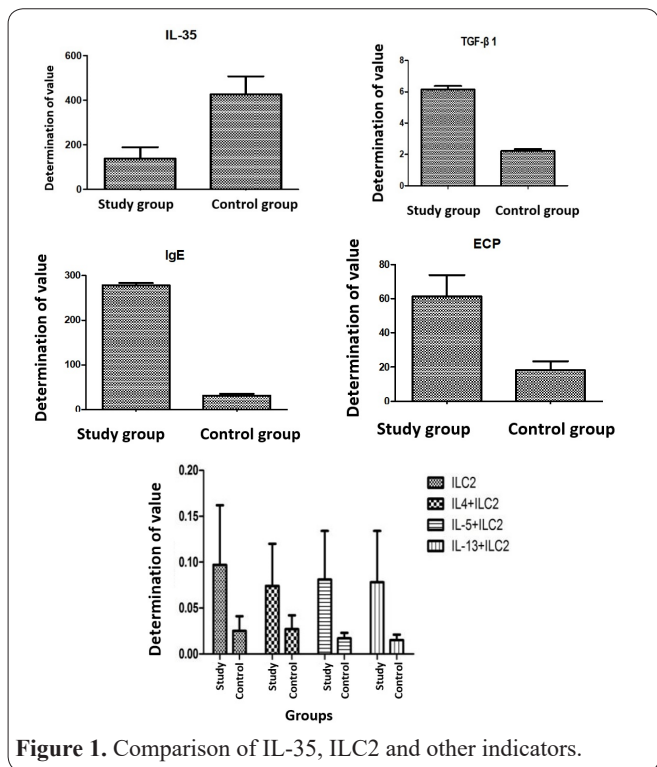 IL-35
Determination of value
600
400
200
0
Study group
Control group
TGF-β 1
Determination of value
8
6
4
2
0
Study group
Control group
IgE
Determination of value
300
200
100
0
Study group
Control group
ECP
Determination of value
80
60
40
20
0
Study group
Control group
Determination of value
0.20
0.15
0.10
0.05
0.00
Study
Control
Study
Control
Study
Control
Study
Control
Groups
ILC2
IL4+ILC2
IL-5+ILC2
IL-13+ILC2
Figure 1. Comparison of IL-35, ILC2 and other indicators.